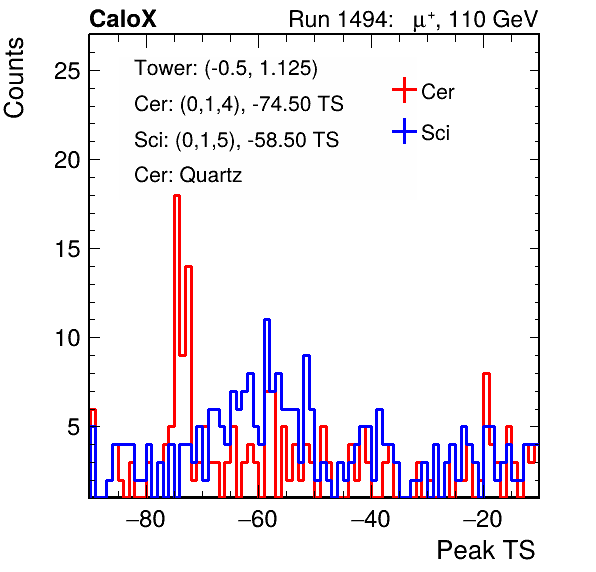 CaloX Run 1494: μ⁺, 110 GeV
Counts
Tower: (-0.5, 1.125)
Cer: (0,1,4), -74.50 TS
Sci: (0,1,5), -58.50 TS
Cer: Quartz
Cer
Sci
25
20
15
10
5
−80 −60 −40 −20
Peak TS